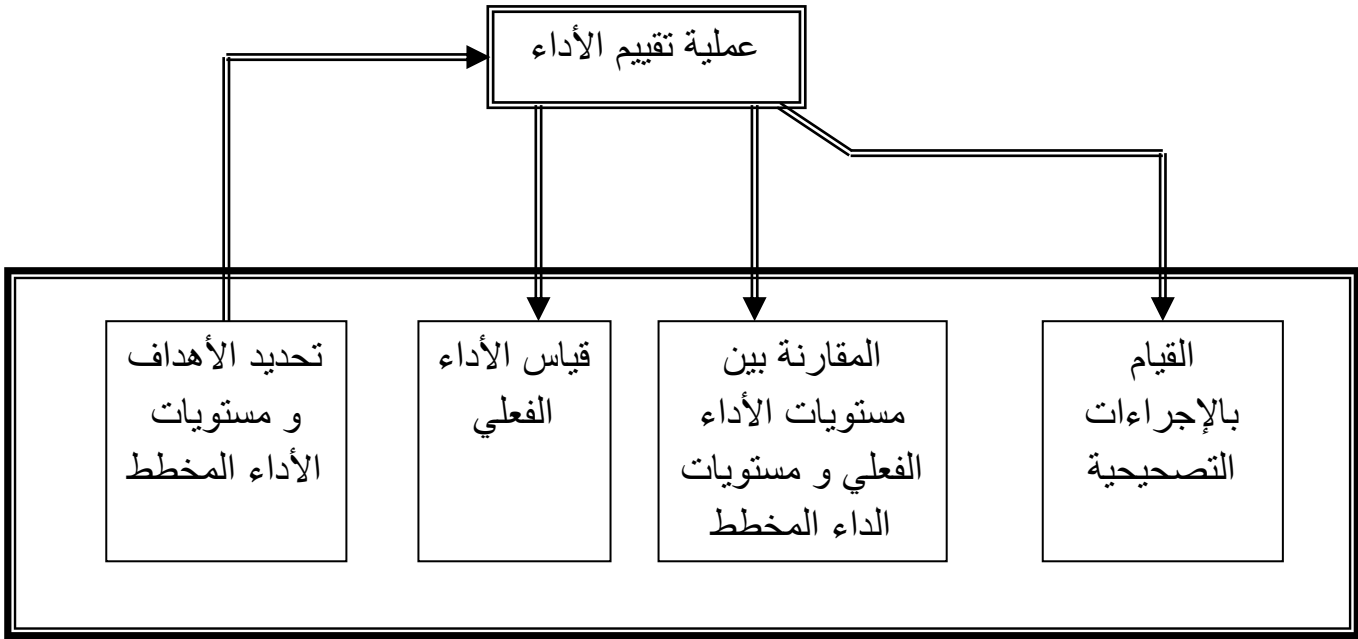 عملية تقييم الأداء
تحديد الأهداف
و مستويات
الأداء المخطط
قياس الأداء
الفعلي
المقارنة بين
مستويات الأداء
الفعلي و مستويات
الداء المخطط
القيام
بالإجراءات
التصحيحية